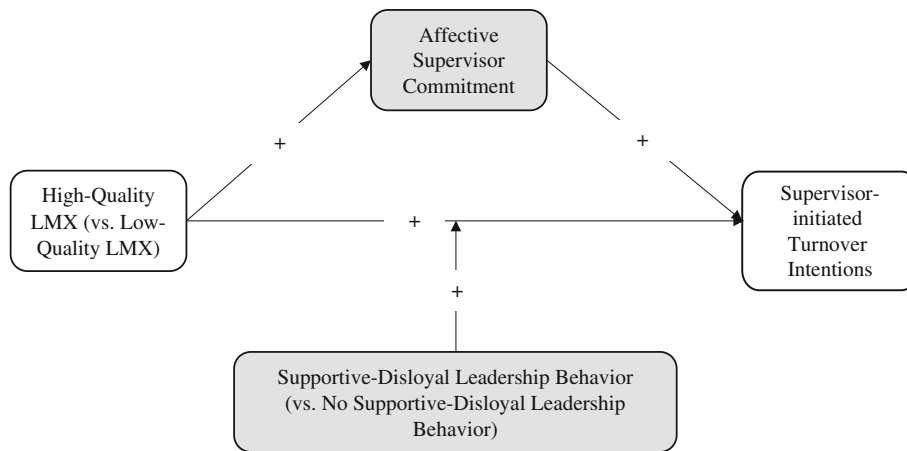 Affective
Supervisor
Commitment
+
+
High-Quality
LMX (vs. Low-
Quality LMX)
+
Supervisor-
initiated
Turnover
Intentions
+
Supportive-Disloyal Leadership Behavior
(vs. No Supportive-Disloyal Leadership
Behavior)